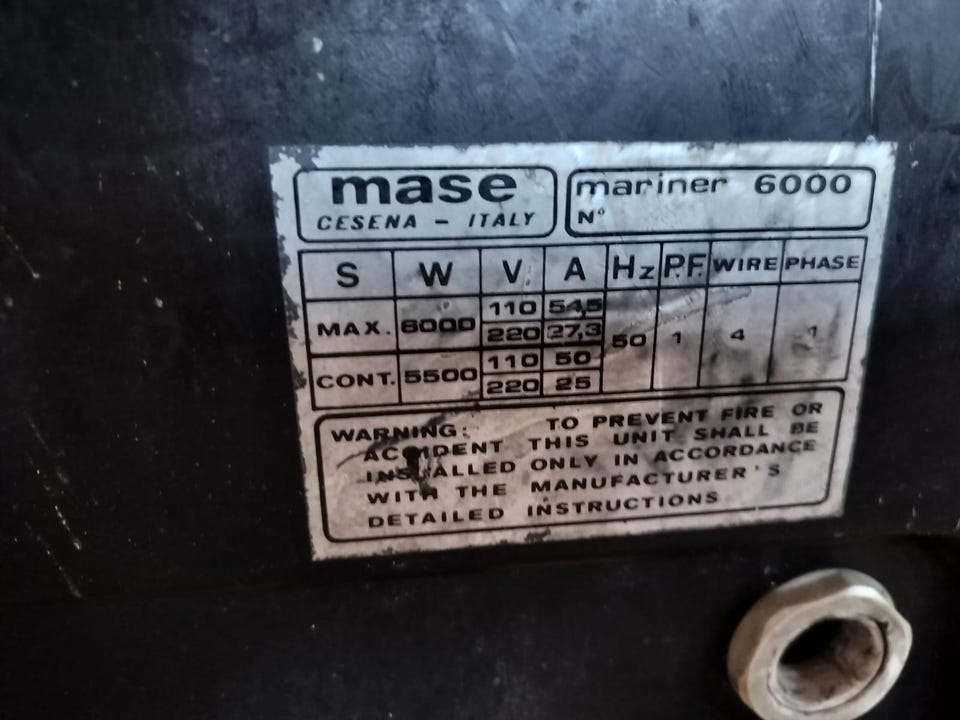 mase
CESENA - ITALY
mariner 6000
N°
S W V A Hz P.F. WIRE PHASE
MAX. 6000 110 54,5
220 27,3
50 1 4 1
CONT. 5500 110 50
220 25
WARNING: TO PREVENT FIRE OR
ACCIDENT THIS UNIT SHALL BE
INSTALLED ONLY IN ACCORDANCE
WITH THE MANUFACTURER'S
DETAILED INSTRUCTIONS